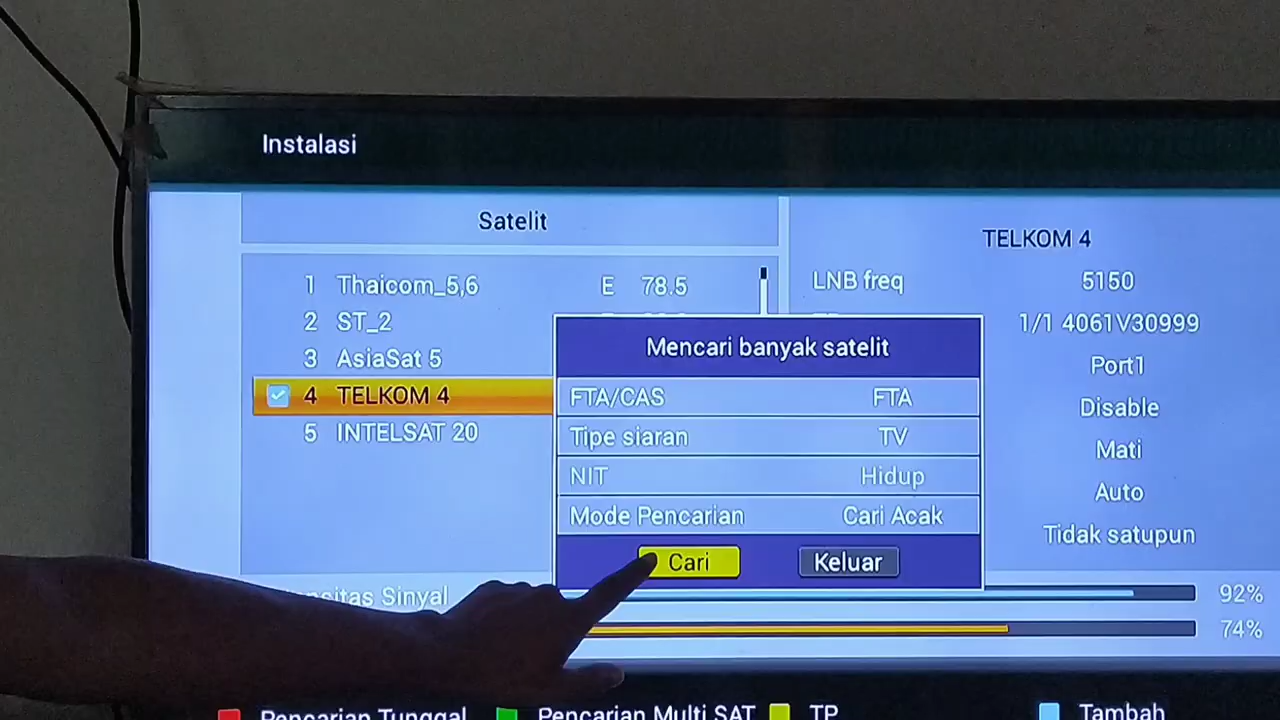 Instalasi
Satelit
TELKOM 4
1 Thaicom_5,6 E 78.5
LNB freq 5150
2 ST_2
1/1 4061V30999
Mencari banyak satelit
3 AsiaSat 5
Port1
4 TELKOM 4
FTA/CAS FTA
Disable
5 INTELSAT 20
Tipe siaran TV
Mati
NIT Hidup
Auto
Mode Pencarian Cari Acak
Tidak satupun
Cari Keluar
Sinyal 92%
74%
Pencarian Tunggal Pencarian Multi SAT TP Tambah